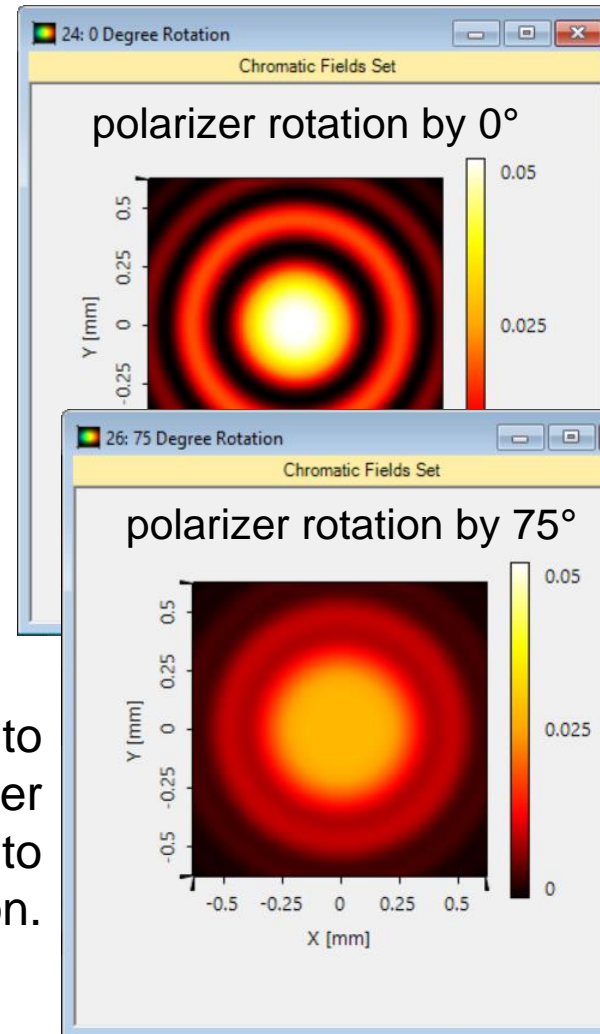 24: 0 Degree Rotation
Chromatic Fields Set
polarizer rotation by 0°
0.05
0.025
Y [mm]
0.5
0.25
0
-0.25
26: 75 Degree Rotation
Chromatic Fields Set
polarizer rotation by 75°
0.05
0.025
0
Y [mm]
0.5
0.25
0
-0.25
-0.5
-0.5 -0.25 0 0.25 0.5
X [mm]
to
er
to
on.